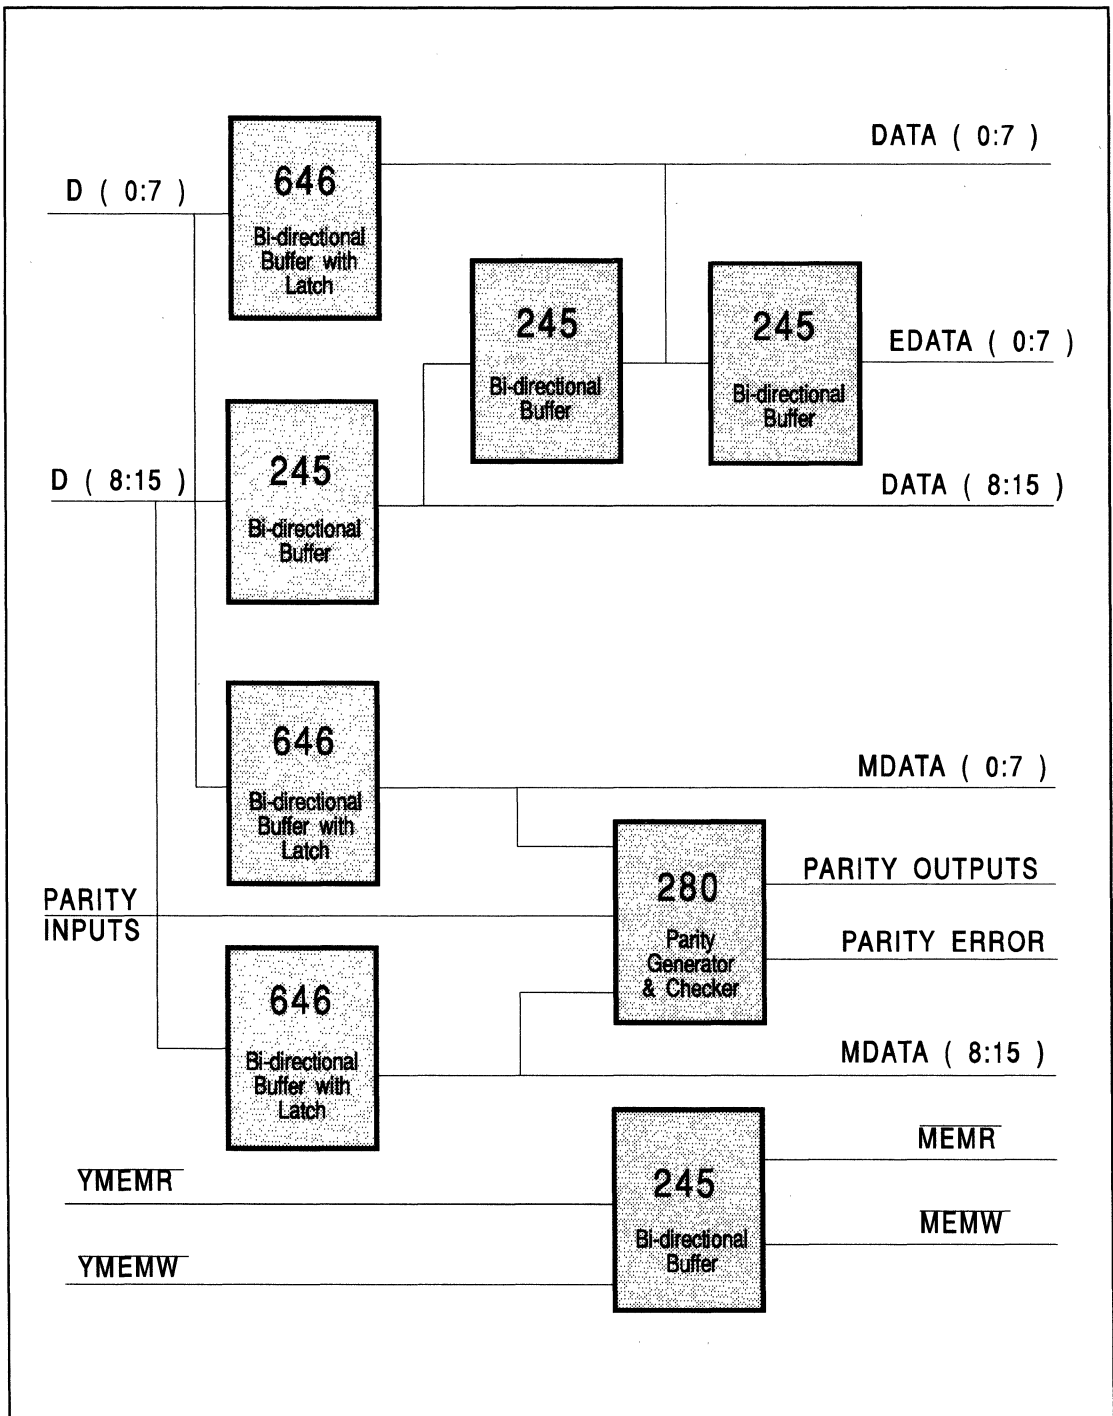 DATA ( 0:7 )
D ( 0:7 )
646
Bi-directional
Buffer with
Latch
245
Bi-directional
Buffer
245
Bi-directional
Buffer
EDATA ( 0:7 )
D ( 8:15 )
245
Bi-directional
Buffer
DATA ( 8:15 )
646
Bi-directional
Buffer with
Latch
MDATA ( 0:7 )
PARITY
INPUTS
280
Parity
Generator
& Checker
PARITY OUTPUTS
PARITY ERROR
646
Bi-directional
Buffer with
Latch
MDATA ( 8:15 )
YMEMR
YMEMW
245
Bi-directional
Buffer
MEMR
MEMW